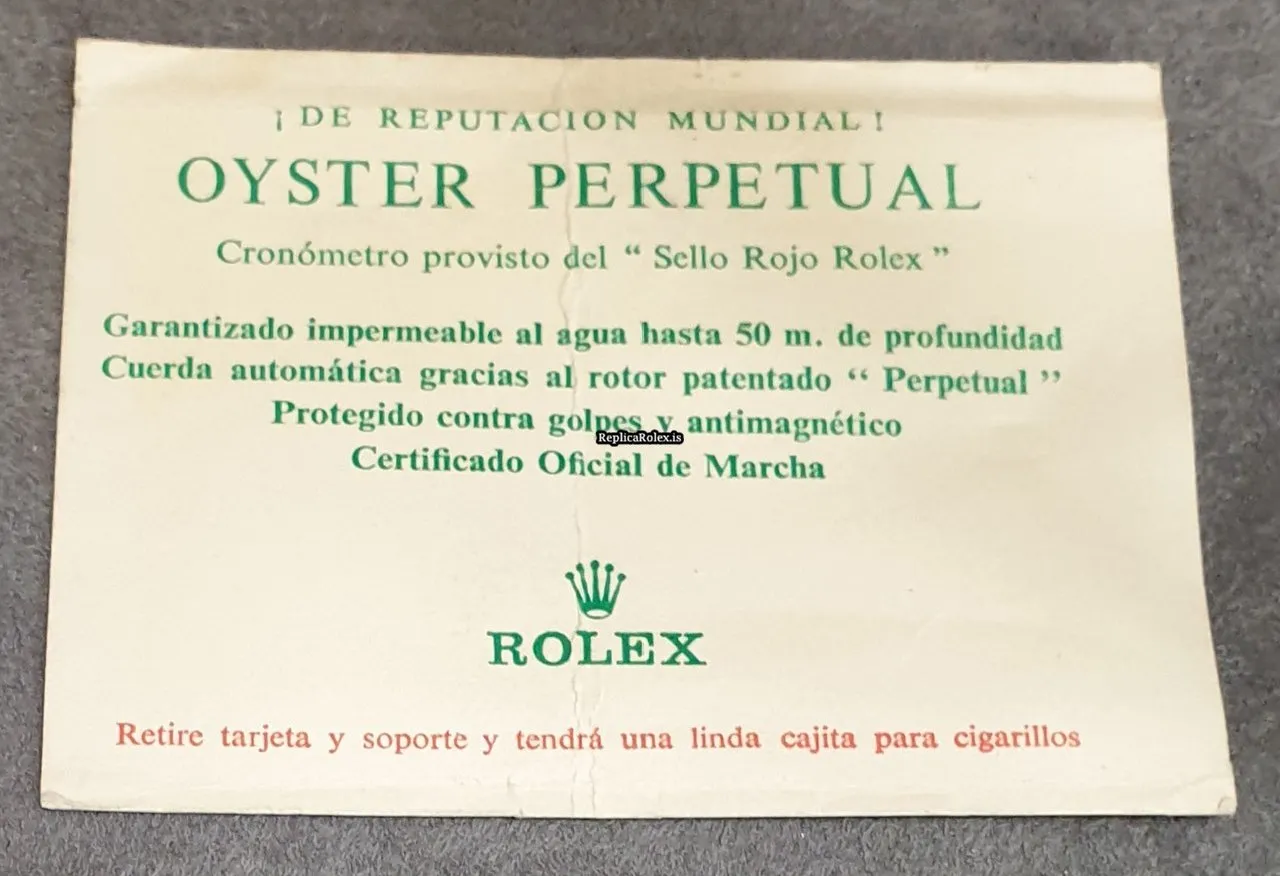 ¡ DE REPUTACION MUNDIAL !
OYSTER PERPETUAL
Cronómetro provisto del “ Sello Rojo Rolex ”
Garantizado impermeable al agua hasta 50 m. de profundidad
Cuerda automática gracias al rotor patentado “ Perpetual ”
Protegido contra golpes y antimagnético
ReplicaRolex.is
Certificado Oficial de Marcha
ROLEX
Retire tarjeta y soporte y tendrá una linda cajita para cigarillos